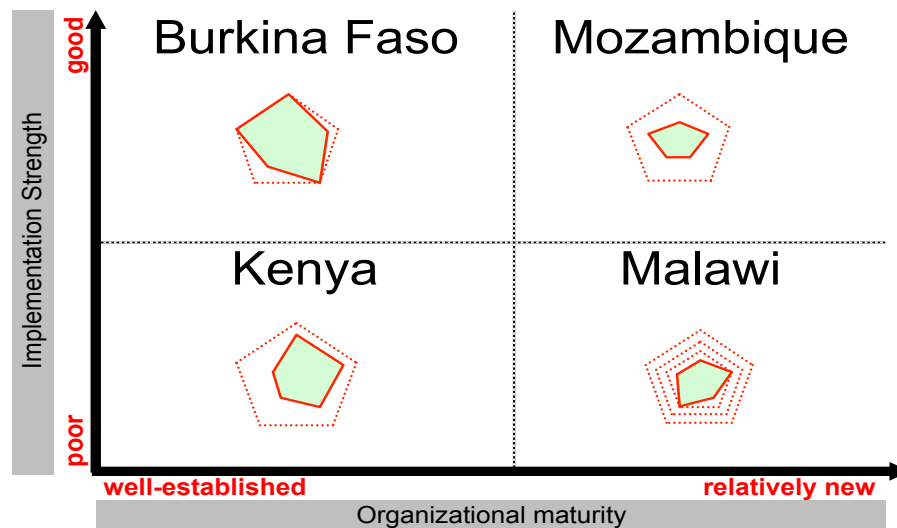 good
Burkina Faso
Mozambique
Implementation Strength
Kenya
Malawi
poor
well-established
relatively new
Organizational maturity